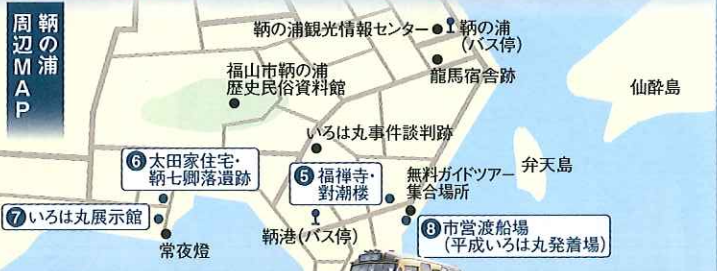 鞆の浦
周辺MAP
鞆の浦観光情報センター
鞆の浦
(バス停)
龍馬宿舎跡
仙酔島
福山市鞆の浦
歴史民俗資料館
いろは丸事件談判跡
弁天島
⑥太田家住宅・
鞆七卿落遺跡
⑤福禅寺・
對潮楼
無料ガイドツアー
集合場所
⑦いろは丸展示館
常夜燈
鞆港(バス停)
⑧市営渡船場
(平成いろは丸発着場)